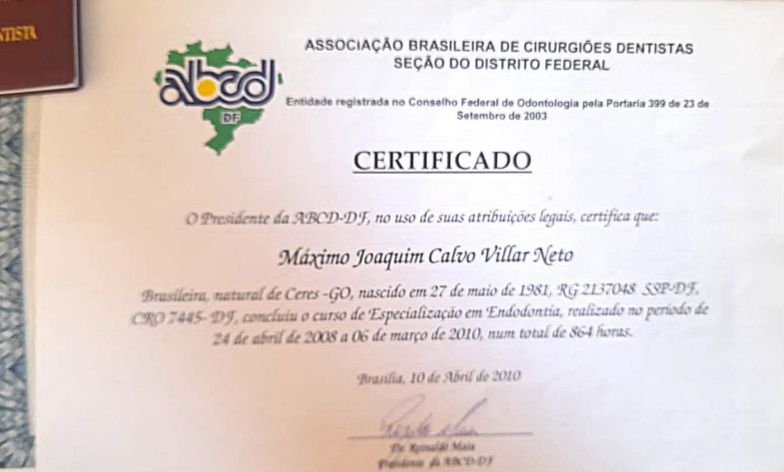 NTISTA
ASSOCIAÇÃO BRASILEIRA DE CIRURGIÕES DENTISTAS
SEÇÃO DO DISTRITO FEDERAL
abcd
DF
Entidade registrada no Conselho Federal de Odontologia pela Portaria 399 de 23 de
Setembro de 2003
CERTIFICADO
O Presidente da ABCD-DF, no uso de suas atribuições legais, certifica que:
Máximo Joaquim Calvo Villar Neto
Brasileira, natural de Ceres -GO, nascido em 27 de maio de 1981, RG 2137048 SSP-DF,
CRO 7445- DF, concluiu o curso de Especialização em Endodontia, realizado no período de
24 de abril de 2008 a 06 de março de 2010, num total de 864 horas.
Brasília, 10 de Abril de 2010
Dr. Reinaldo Maia
Presidente da ABCD-DF